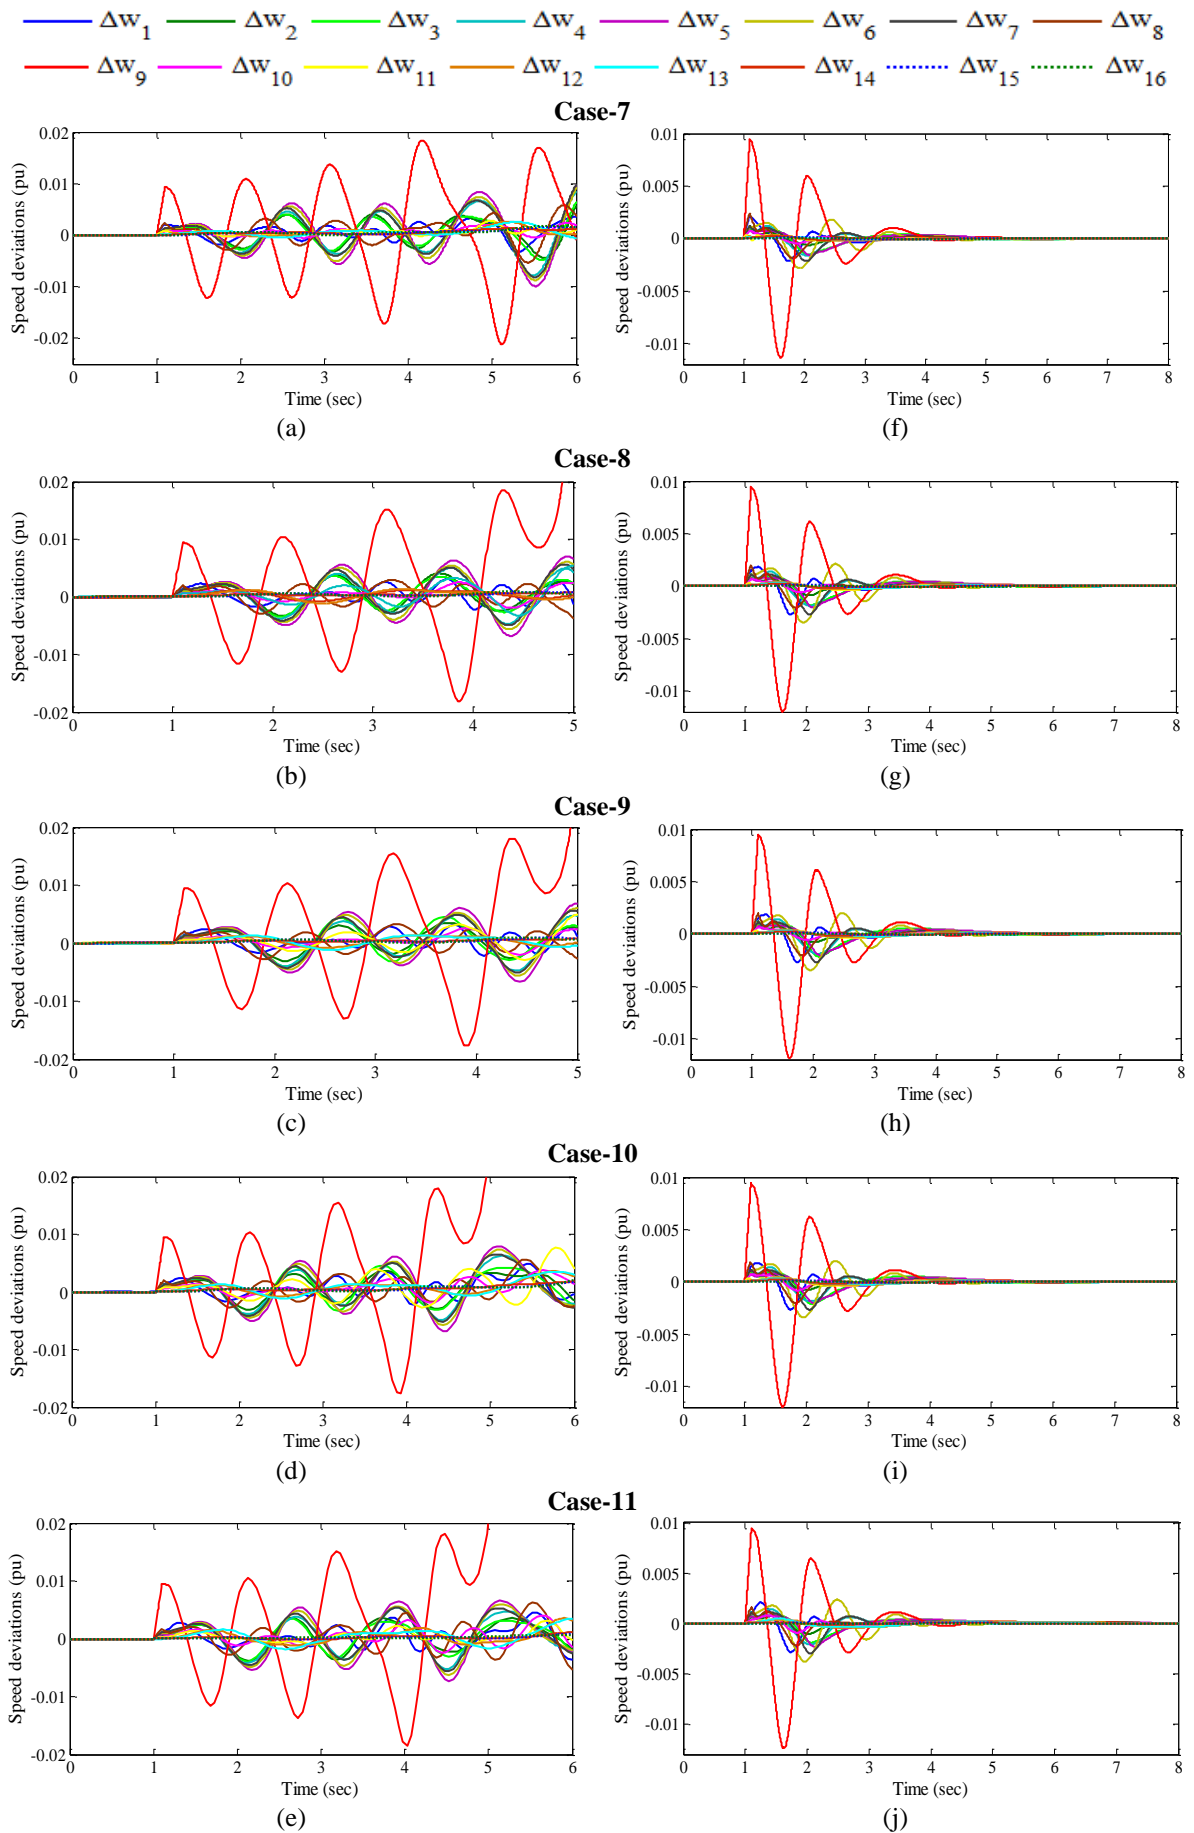 Δw1 Δw2 Δw3 Δw4 Δw5 Δw6 Δw7 Δw8
Δw9 Δw10 Δw11 Δw12 Δw13 Δw14 Δw15 Δw16
Case-7
Speed deviations (pu)
0.02
0.01
0
-0.01
-0.02
0 1 2 3 4 5 6
Time (sec)
(a)
Speed deviations (pu)
0.01
0.005
0
-0.005
-0.01
0 1 2 3 4 5 6 7 8
Time (sec)
(f)
Case-8
Speed deviations (pu)
0.02
0.01
0
-0.01
-0.02
0 1 2 3 4 5
Time (sec)
(b)
Speed deviations (pu)
0.01
0.005
0
-0.005
-0.01
0 1 2 3 4 5 6 7 8
Time (sec)
(g)
Case-9
Speed deviations (pu)
0.02
0.01
0
-0.01
-0.02
0 1 2 3 4 5
Time (sec)
(c)
Speed deviations (pu)
0.01
0.005
0
-0.005
-0.01
0 1 2 3 4 5 6 7 8
Time (sec)
(h)
Case-10
Speed deviations (pu)
0.02
0.01
0
-0.01
-0.02
0 1 2 3 4 5 6
Time (sec)
(d)
Speed deviations (pu)
0.01
0.005
0
-0.005
-0.01
0 1 2 3 4 5 6 7 8
Time (sec)
(i)
Case-11
Speed deviations (pu)
0.02
0.01
0
-0.01
-0.02
0 1 2 3 4 5 6
Time (sec)
(e)
Speed deviations (pu)
0.01
0.005
0
-0.005
-0.01
0 1 2 3 4 5 6 7 8
Time (sec)
(j)